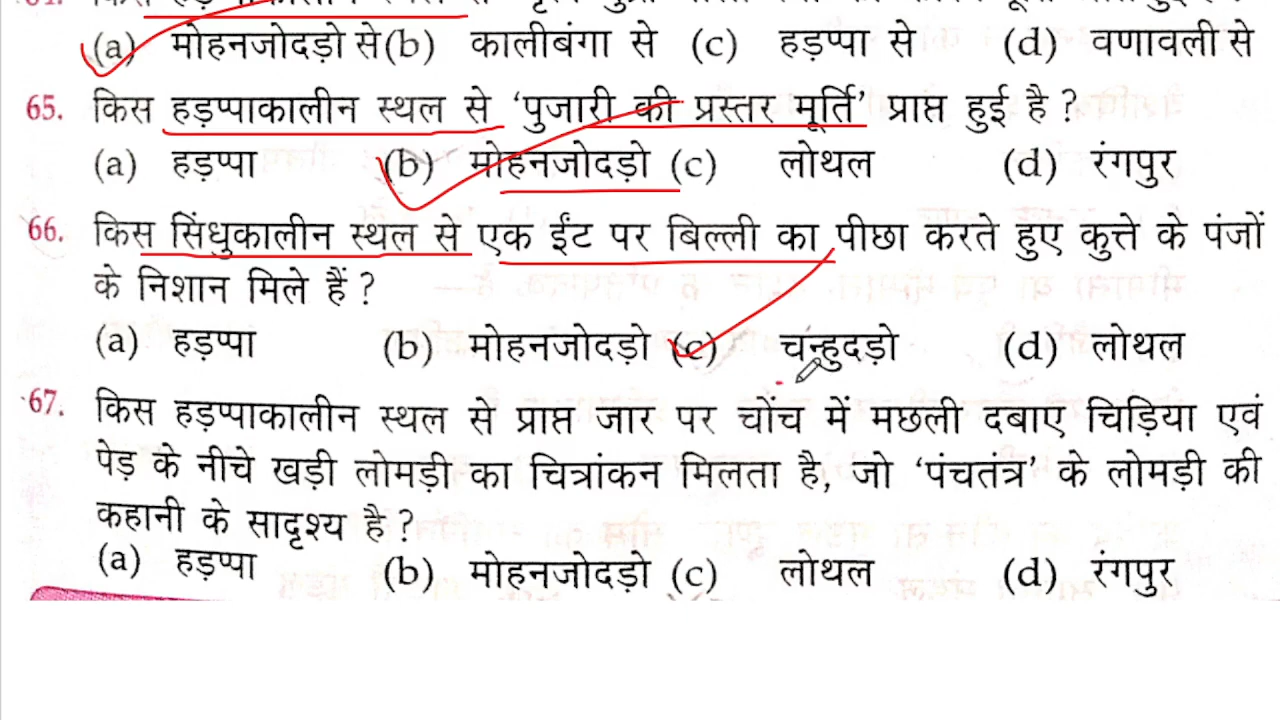 (a) मोहनजोदड़ो से (b) कालीबंगा से (c) हड़प्पा से (d) वणावली से
65. किस हड़प्पाकालीन स्थल से ‘पुजारी की प्रस्तर मूर्ति’ प्राप्त हुई है ?
(a) हड़प्पा (b) मोहनजोदड़ो (c) लोथल (d) रंगपुर
66. किस सिंधुकालीन स्थल से एक ईंट पर बिल्ली का पीछा करते हुए कुत्ते के पंजों
के निशान मिले हैं ?
(a) हड़प्पा (b) मोहनजोदड़ो (c) चन्हुदड़ो (d) लोथल
67. किस हड़प्पाकालीन स्थल से प्राप्त जार पर चोंच में मछली दबाए चिड़िया एवं
पेड़ के नीचे खड़ी लोमड़ी का चित्रांकन मिलता है, जो ‘पंचतंत्र’ के लोमड़ी की
कहानी के सादृश्य है ?
(a) हड़प्पा (b) मोहनजोदड़ो (c) लोथल (d) रंगपुर